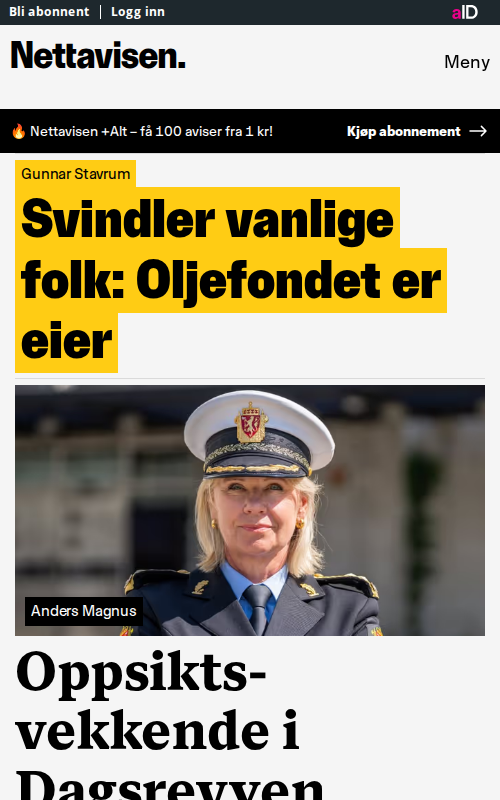 Bli abonnent | Logg inn
aID
Nettavisen.
Meny
🔥 Nettavisen +Alt – få 100 aviser fra 1 kr!
Kjøp abonnement →
Gunnar Stavrum
Svindler vanlige
folk: Oljefondet er
eier
Anders Magnus
Oppsikts-
vekkende i
Dagsrevyen